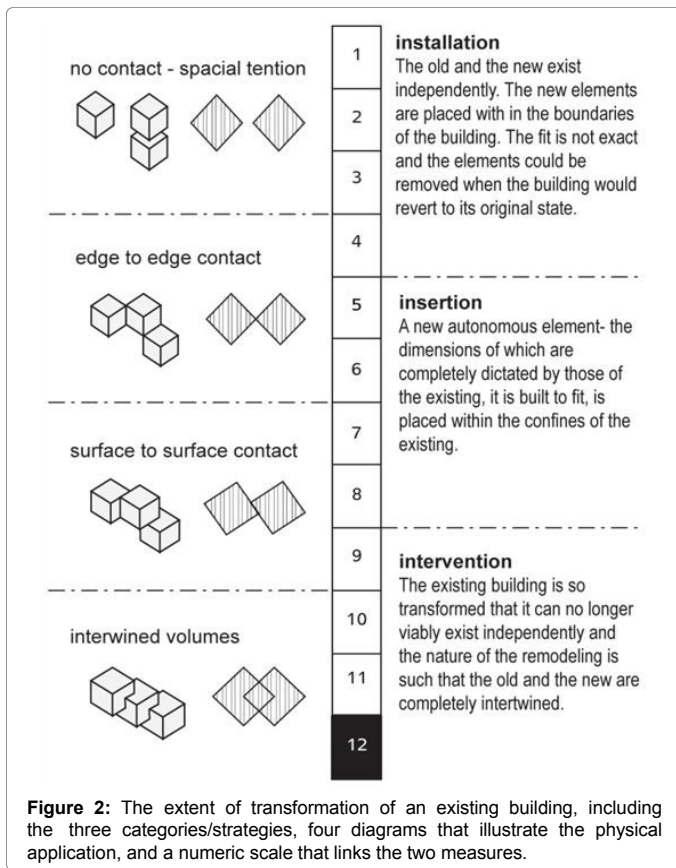 no contact - spacial tention
edge to edge contact
surface to surface contact
interwined volumes
1
2
3
4
5
6
7
8
9
10
11
12
installation
The old and the new exist
independently. The new elements
are placed with in the boundaries
of the building. The fit is not exact
and the elements could be
removed when the building would
revert to its original state.
insertion
A new autonomous element- the
dimensions of which are
completely dictated by those of
the existing, it is built to fit, is
placed within the confines of the
existing.
intervention
The existing building is so
transformed that it can no longer
viably exist independently and
the nature of the remodeling is
such that the old and the new are
completely intertwined.
Figure 2: The extent of transformation of an existing building, including
the three categories/strategies, four diagrams that illustrate the physical
application, and a numeric scale that links the two measures.